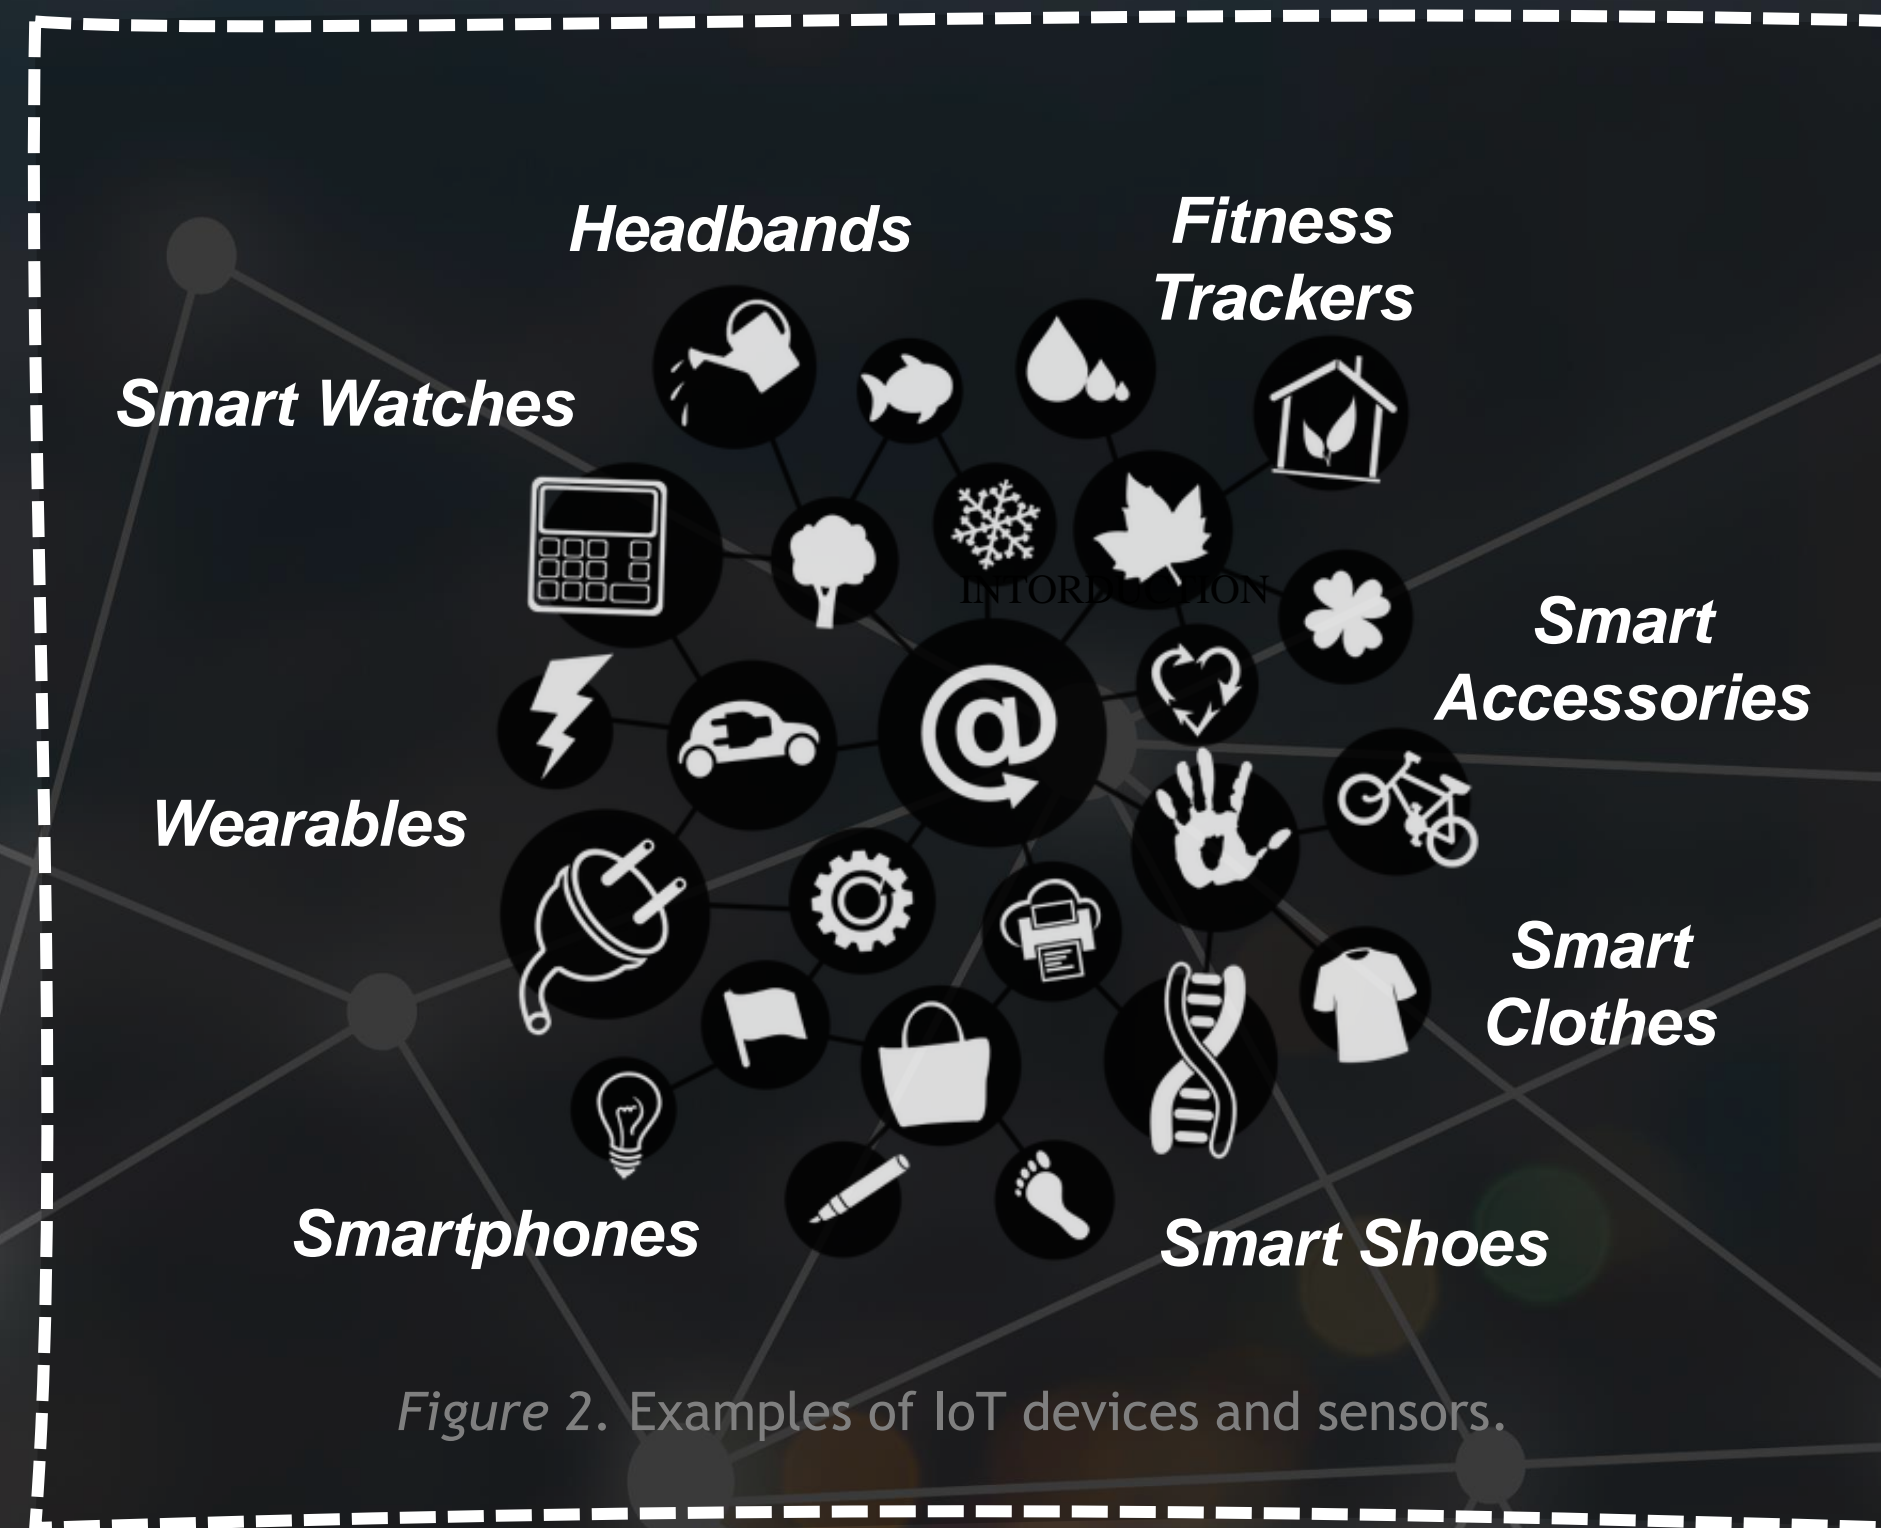 Headbands
Fitness
Trackers
Smart Watches
INTORDUCTION
Smart
Accessories
Wearables
Smart
Clothes
Smartphones
Smart Shoes
Figure 2. Examples of IoT devices and sensors.